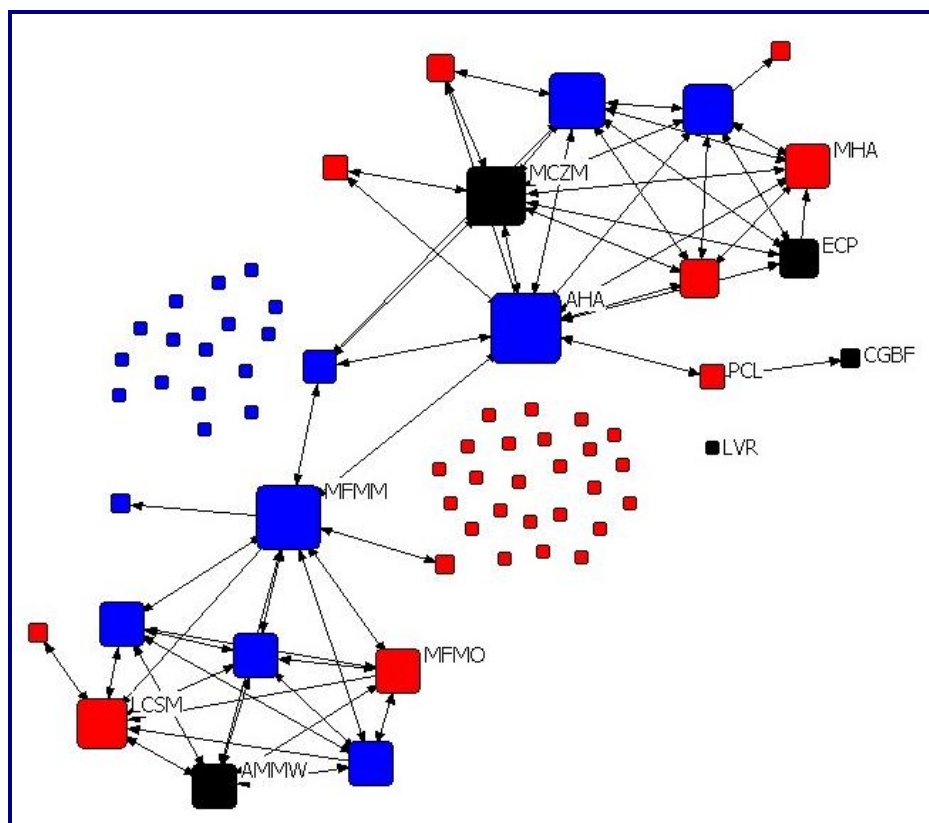 MHA
MCZM
ECP
AHA
CGBF
PCL
LVR
MFMM
MFMO
LCSM
AMMW